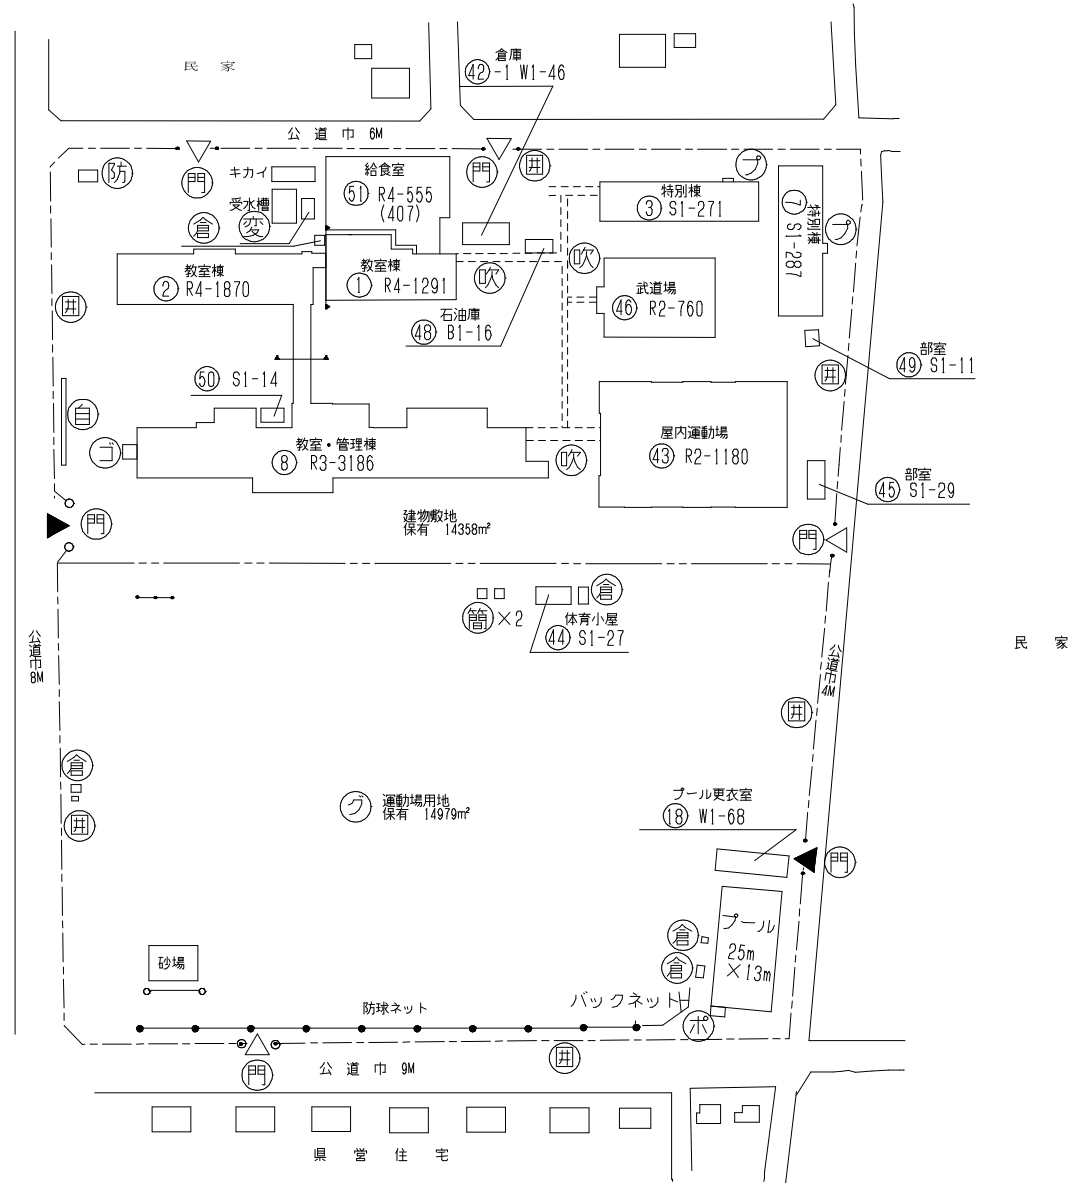 民　家
倉庫
㊷-1 W1-46
公　道　巾　6M
防
門
キカイ
受水槽
倉
変
給食室
51 R4-555
(407)
門
囲
プ
特別棟
③ S1-271
特別棟
⑦ S1-287
プ
教室棟
② R4-1870
教室棟
① R4-1291
吹
吹
石油庫
㊽ B1-16
武道場
㊻ R2-760
囲
部室
㊾ S1-11
囲
㊿ S1-14
自
ゴ
教室・管理棟
⑧ R3-3186
吹
屋内運動場
㊸ R2-1180
部室
㊺ S1-29
門
建物敷地
保有　14358㎡
門
簡×2
倉
体育小屋
㊹ S1-27
公道巾8M
公道巾4M
民　家
囲
倉
囲
グ
運動場用地
保有　14979㎡
プール更衣室
⑱ W1-68
門
プール
25m
×13m
倉
倉
砂場
防球ネット
バックネット
ポ
門
囲
公　道　巾　9M
県　営　住　宅